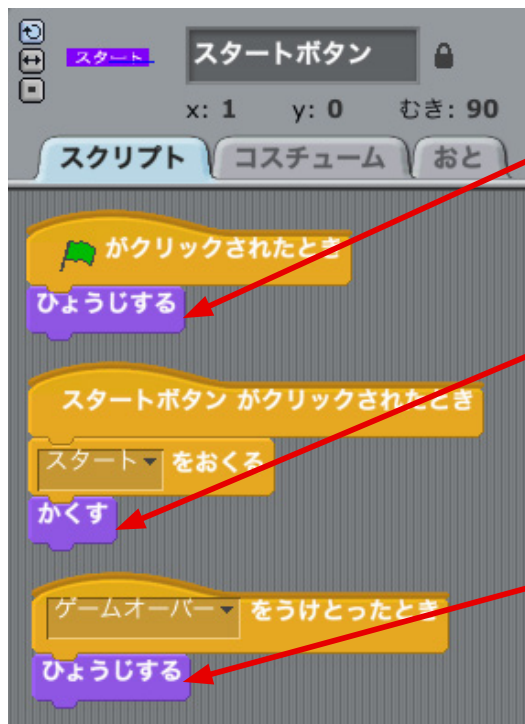 スタート
スタートボタン
x: 1 y: 0 むき: 90
スクリプト コスチューム おと
がクリックされたとき
ひょうじする
スタートボタン がクリックされたとき
スタート をおくる
かくす
ゲームオーバー をうけとったとき
ひょうじする